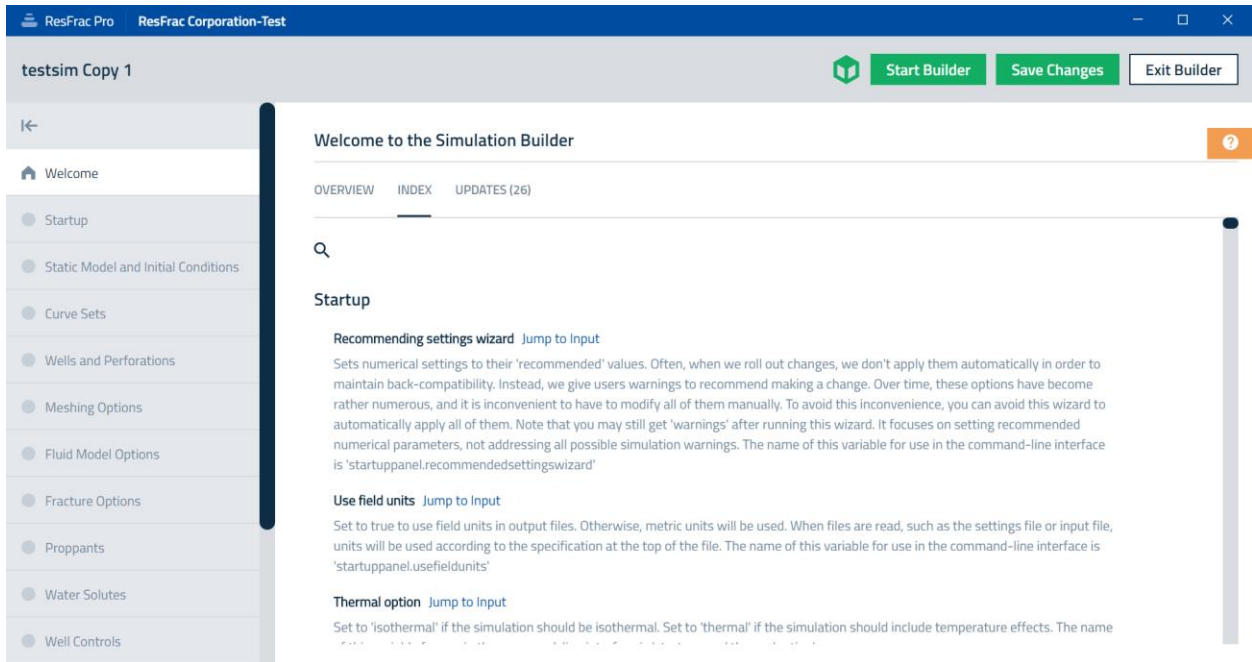 ResFrac Pro ResFrac Corporation-Test
testsim Copy 1
Start Builder Save Changes Exit Builder
Welcome
Startup
Static Model and Initial Conditions
Curve Sets
Wells and Perforations
Meshing Options
Fluid Model Options
Fracture Options
Proppants
Water Solutes
Well Controls
Welcome to the Simulation Builder
?
OVERVIEW INDEX UPDATES (26)
Startup
Recommending settings wizard Jump to Input
Sets numerical settings to their 'recommended' values. Often, when we roll out changes, we don't apply them automatically in order to
maintain back-compatibility. Instead, we give users warnings to recommend making a change. Over time, these options have become
rather numerous, and it is inconvenient to have to modify all of them manually. To avoid this inconvenience, you can avoid this wizard to
automatically apply all of them. Note that you may still get 'warnings' after running this wizard. It focuses on setting recommended
numerical parameters, not addressing all possible simulation warnings. The name of this variable for use in the command-line interface
is 'startuppanel.recommendedsettingswizard'
Use field units Jump to Input
Set to true to use field units in output files. Otherwise, metric units will be used. When files are read, such as the settings file or input file,
units will be used according to the specification at the top of the file. The name of this variable for use in the command-line interface is
'startuppanel.usefieldunits'
Thermal option Jump to Input
Set to 'isothermal' if the simulation should be isothermal. Set to 'thermal' if the simulation should include temperature effects. The name